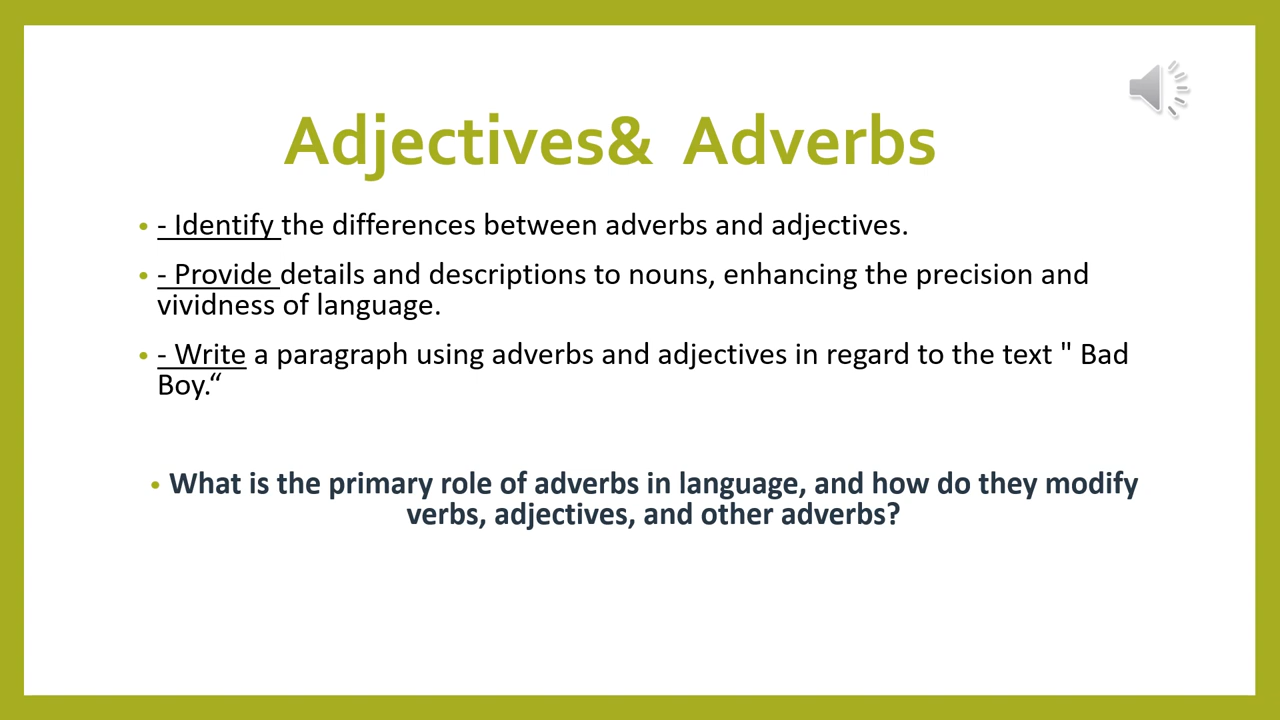 Adjectives&  Adverbs
• - Identify the differences between adverbs and adjectives.
• - Provide details and descriptions to nouns, enhancing the precision and
vividness of language.
• - Write a paragraph using adverbs and adjectives in regard to the text " Bad
Boy.“
• What is the primary role of adverbs in language, and how do they modify
verbs, adjectives, and other adverbs?